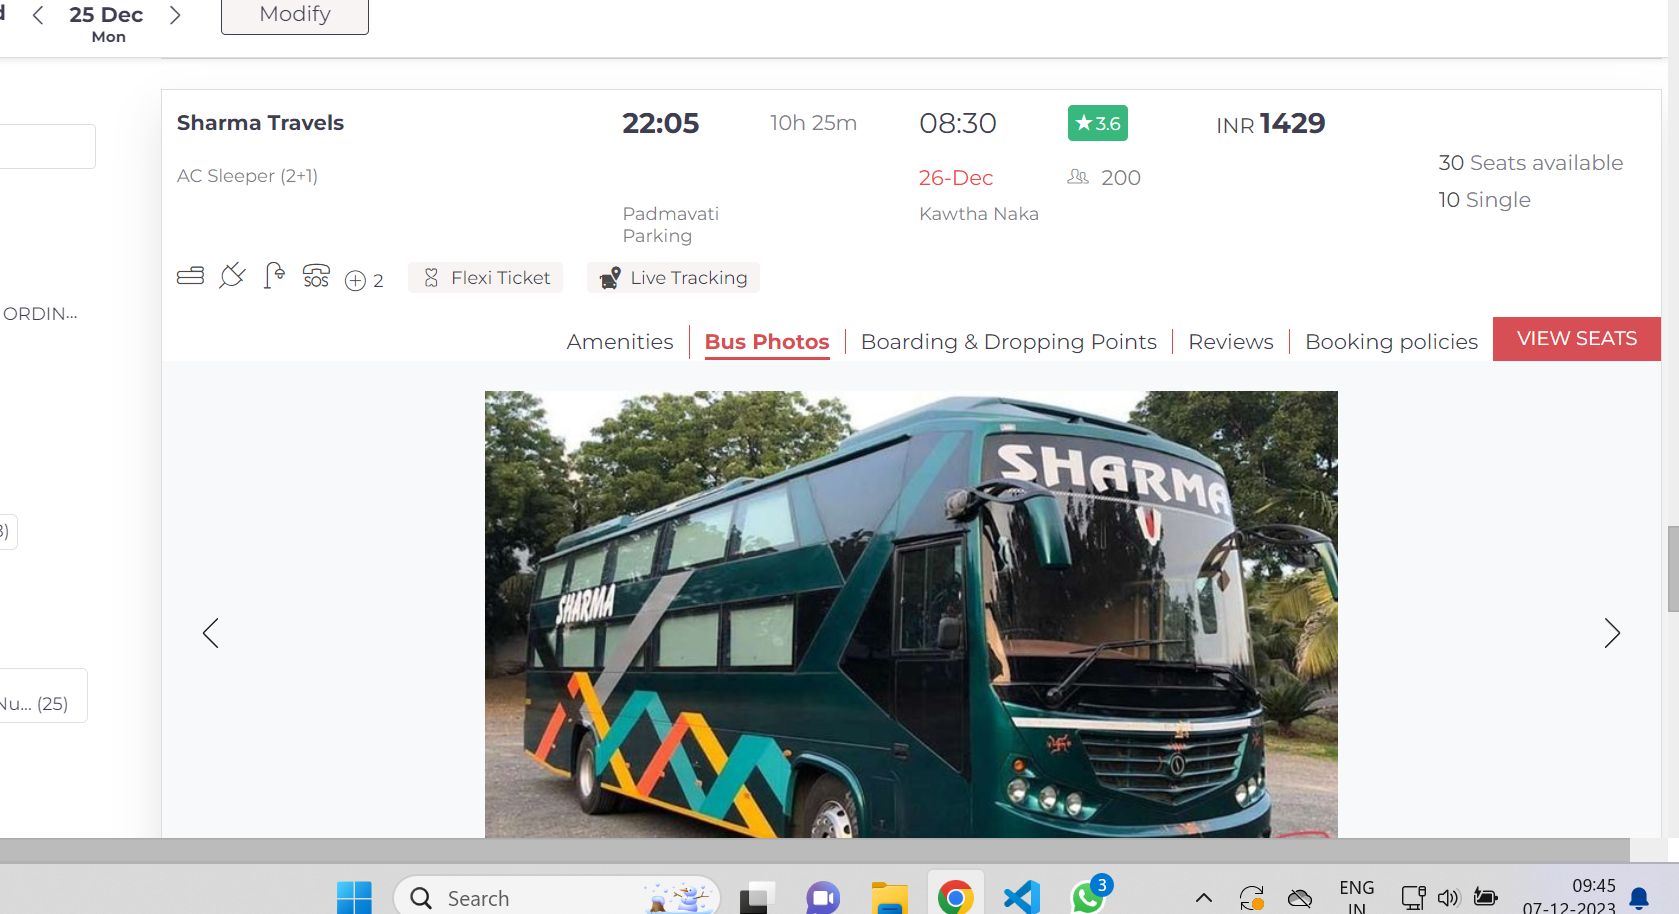 25 Dec
Mon
Modify
Sharma Travels
22:05
10h 25m
08:30
★3.6
INR 1429
AC Sleeper (2+1)
26-Dec
200
30 Seats available
10 Single
Padmavati
Parking
Kawtha Naka
SOS
2
Flexi Ticket
Live Tracking
ORDIN...
Amenities
Bus Photos
Boarding & Dropping Points
Reviews
Booking policies
VIEW SEATS
SHARMA
SHARMA
Nu... (25)
Search
3
ENG
IN
09:45
07-12-2023